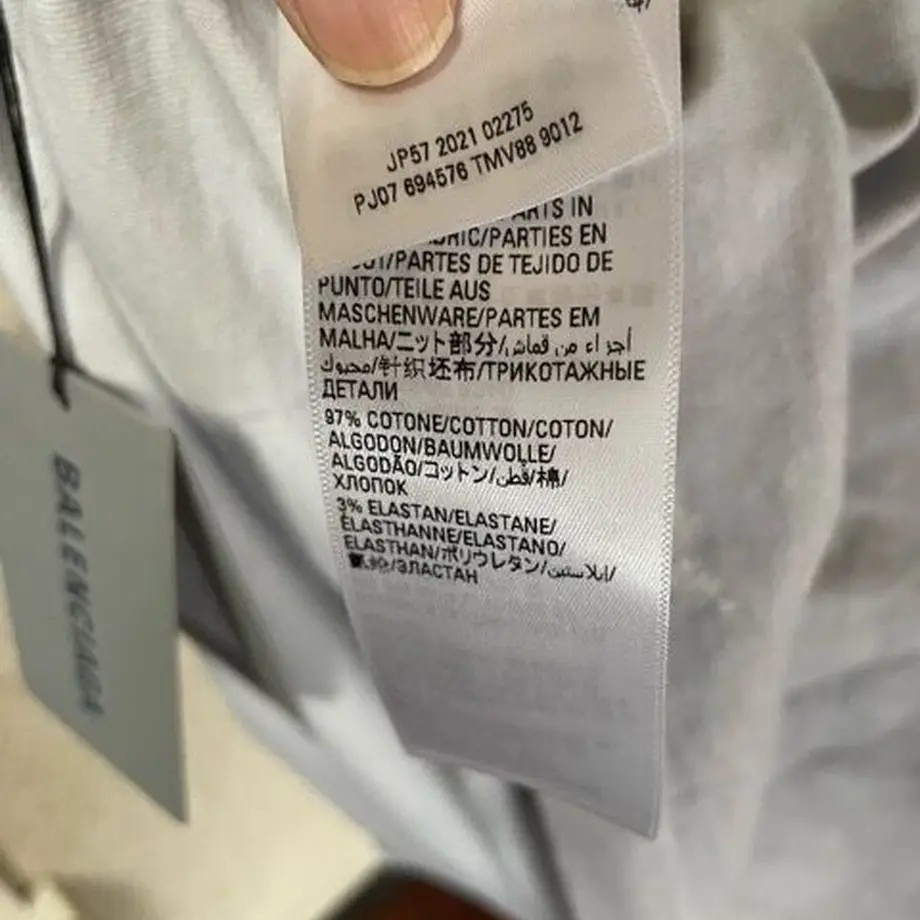 JP57 2021 02275
PJ07 694576 TMV88 9012
PARTS IN
/PARTIES EN
/PARTES DE TEJIDO DE
PUNTO/TEILE AUS
MASCHENWARE/PARTES EM
MALHA/ニット部分/أجزاء من قماش
محبوك/针织坯布/ТРИКОТАЖНЫЕ
ДЕТАЛИ
97% COTONE/COTTON/COTON/
ALGODON/BAUMWOLLE/
ALGODÃO/コットン/قطن/棉/
ХЛОПОК
3% ELASTAN/ELASTANE/
ÉLASTHANNE/ELASTANO/
ELASTHAN/ポリウレタン/إيلاستين/
/ЭЛАСТАН
BALENCIAGA